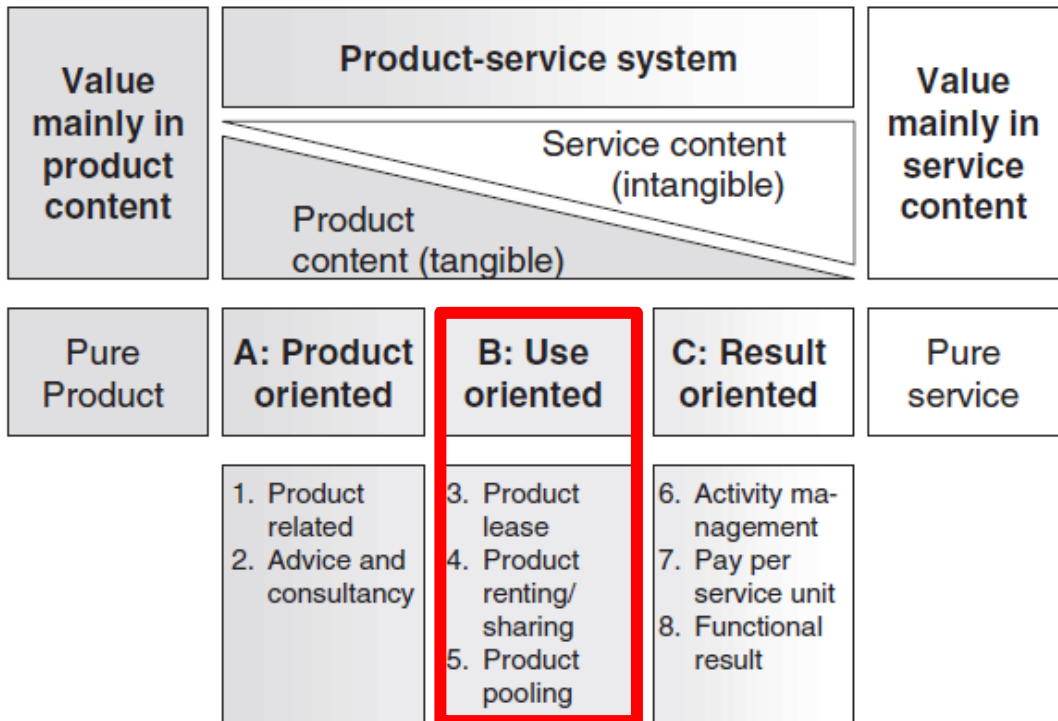 Value
mainly in
product
content
Product-service system
Service content
(intangible)
Product
content (tangible)
Value
mainly in
service
content
Pure
Product
A: Product
oriented
B: Use
oriented
C: Result
oriented
Pure
service
1. Product
related
2. Advice and
consultancy
3. Product
lease
4. Product
renting/
sharing
5. Product
pooling
6. Activity ma-
nagement
7. Pay per
service unit
8. Functional
result